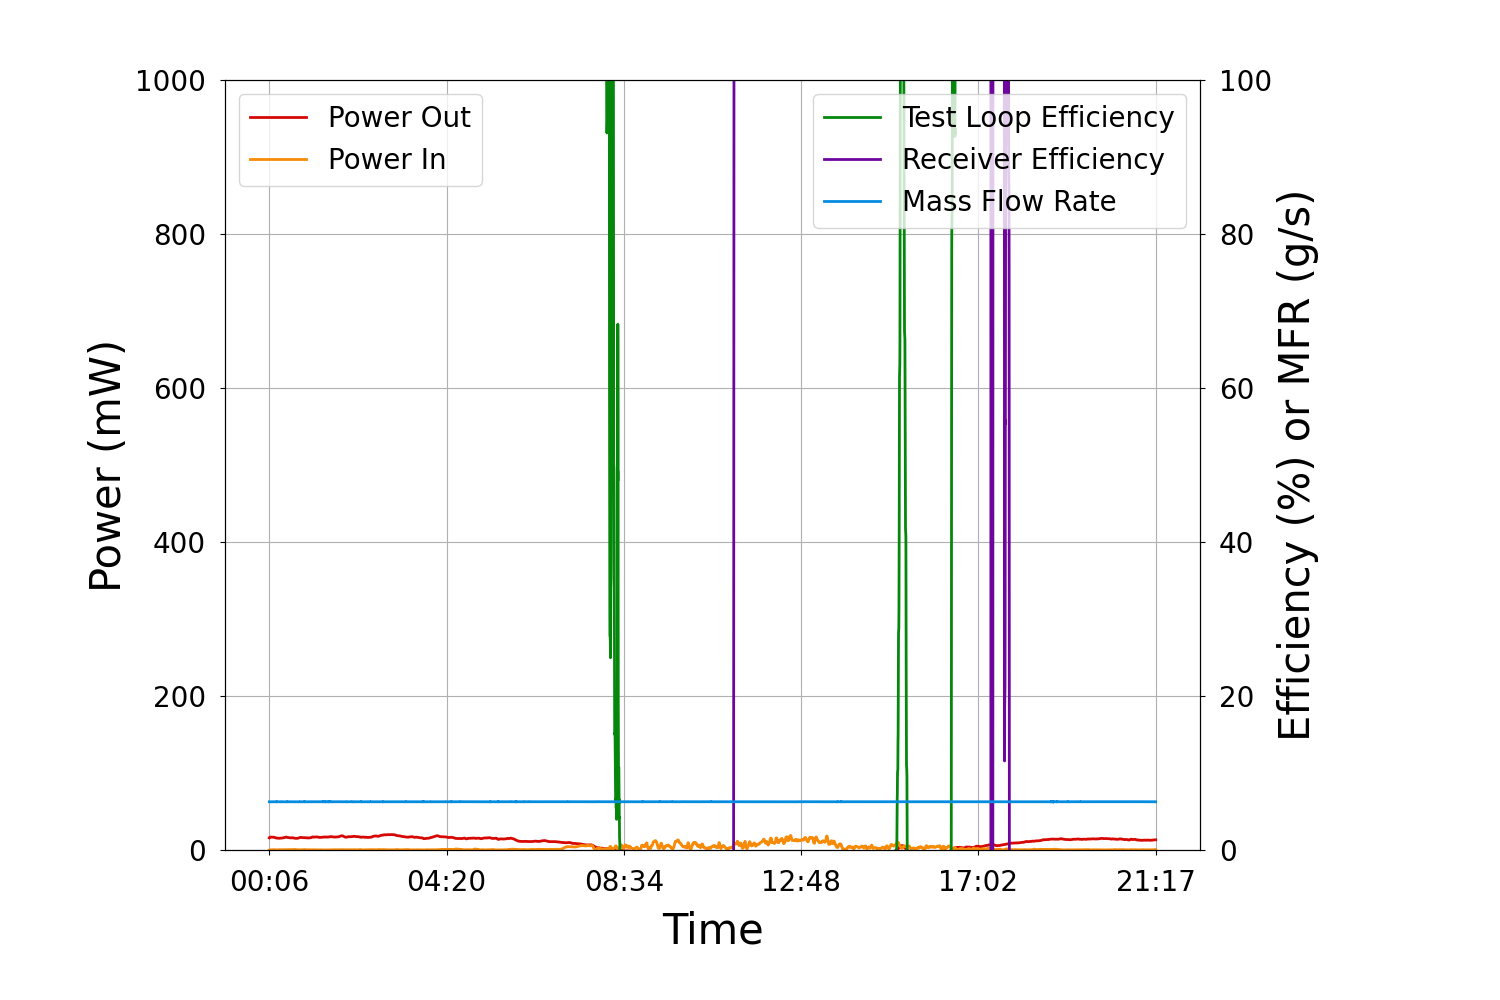 1000
800
600
400
200
0
Power (mW)
Power Out
Power In
Test Loop Efficiency
Receiver Efficiency
Mass Flow Rate
100
80
60
40
20
0
Efficiency (%) or MFR (g/s)
00:06
04:20
08:34
12:48
17:02
21:17
Time